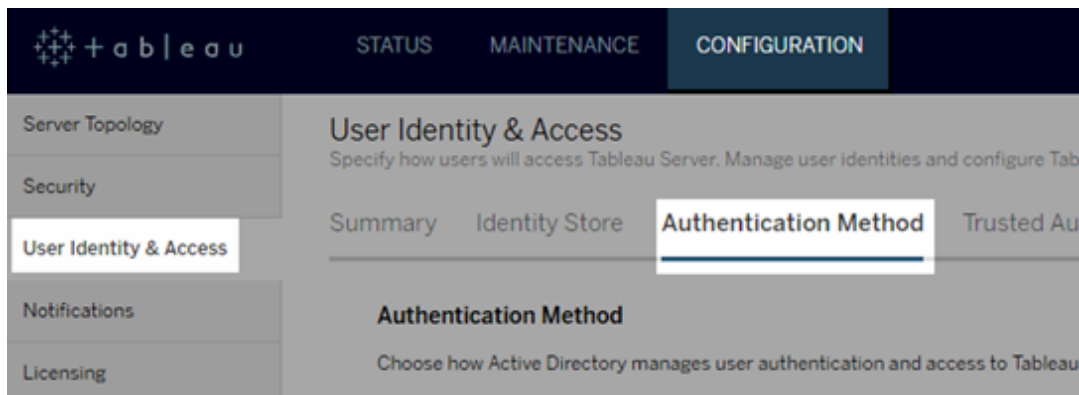 + a b | e a u STATUS MAINTENANCE CONFIGURATION
Server Topology
Security
User Identity & Access
Notifications
Licensing
User Identity & Access
Specify how users will access Tableau Server. Manage user identities and configure Tab
Summary Identity Store Authentication Method Trusted Au
Authentication Method
Choose how Active Directory manages user authentication and access to Tableau